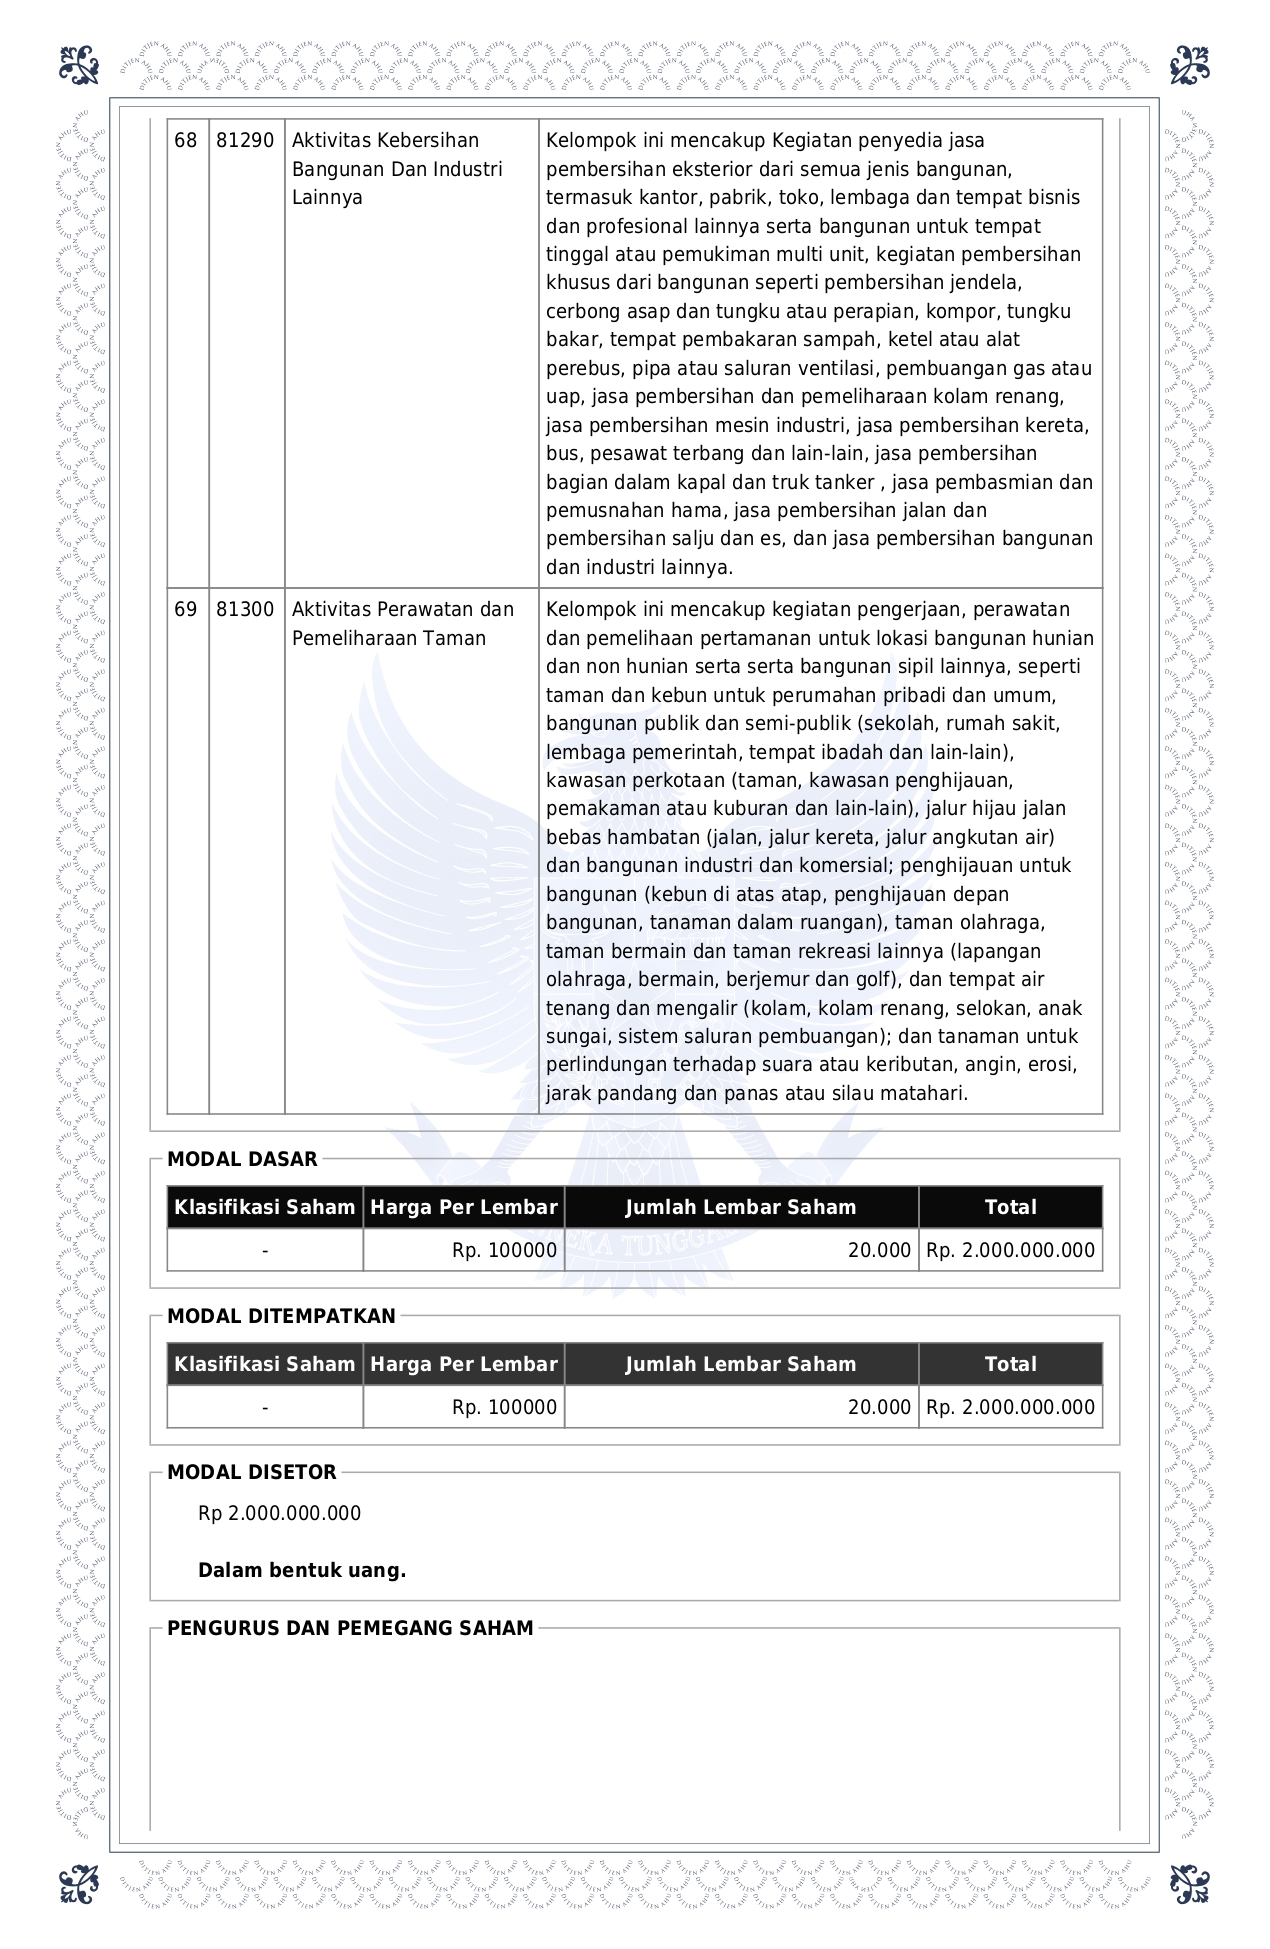 68 81290 Aktivitas Kebersihan Bangunan Dan Industri Lainnya
Kelompok ini mencakup Kegiatan penyedia jasa
pembersihan eksterior dari semua jenis bangunan,
termasuk kantor, pabrik, toko, lembaga dan tempat bisnis
dan profesional lainnya serta bangunan untuk tempat
tinggal atau pemukiman multi unit, kegiatan pembersihan
khusus dari bangunan seperti pembersihan jendela,
cerbong asap dan tungku atau perapian, kompor, tungku
bakar, tempat pembakaran sampah, ketel atau alat
perebus, pipa atau saluran ventilasi, pembuangan gas atau
uap, jasa pembersihan dan pemeliharaan kolam renang,
jasa pembersihan mesin industri, jasa pembersihan kereta,
bus, pesawat terbang dan lain-lain, jasa pembersihan
bagian dalam kapal dan truk tanker , jasa pembasmian dan
pemusnahan hama, jasa pembersihan jalan dan
pembersihan salju dan es, dan jasa pembersihan bangunan
dan industri lainnya.
69 81300 Aktivitas Perawatan dan Pemeliharaan Taman
Kelompok ini mencakup kegiatan pengerjaan, perawatan
dan pemelihaan pertamanan untuk lokasi bangunan hunian
dan non hunian serta serta bangunan sipil lainnya, seperti
taman dan kebun untuk perumahan pribadi dan umum,
bangunan publik dan semi-publik (sekolah, rumah sakit,
lembaga pemerintah, tempat ibadah dan lain-lain),
kawasan perkotaan (taman, kawasan penghijauan,
pemakaman atau kuburan dan lain-lain), jalur hijau jalan
bebas hambatan (jalan, jalur kereta, jalur angkutan air)
dan bangunan industri dan komersial; penghijauan untuk
bangunan (kebun di atas atap, penghijauan depan
bangunan, tanaman dalam ruangan), taman olahraga,
taman bermain dan taman rekreasi lainnya (lapangan
olahraga, bermain, berjemur dan golf), dan tempat air
tenang dan mengalir (kolam, kolam renang, selokan, anak
sungai, sistem saluran pembuangan); dan tanaman untuk
perlindungan terhadap suara atau keributan, angin, erosi,
jarak pandang dan panas atau silau matahari.
MODAL DASAR
Klasifikasi Saham Harga Per Lembar Jumlah Lembar Saham Total
- Rp. 100000 20.000 Rp. 2.000.000.000
MODAL DITEMPATKAN
Klasifikasi Saham Harga Per Lembar Jumlah Lembar Saham Total
- Rp. 100000 20.000 Rp. 2.000.000.000
MODAL DISETOR
Rp 2.000.000.000
Dalam bentuk uang.
PENGURUS DAN PEMEGANG SAHAM